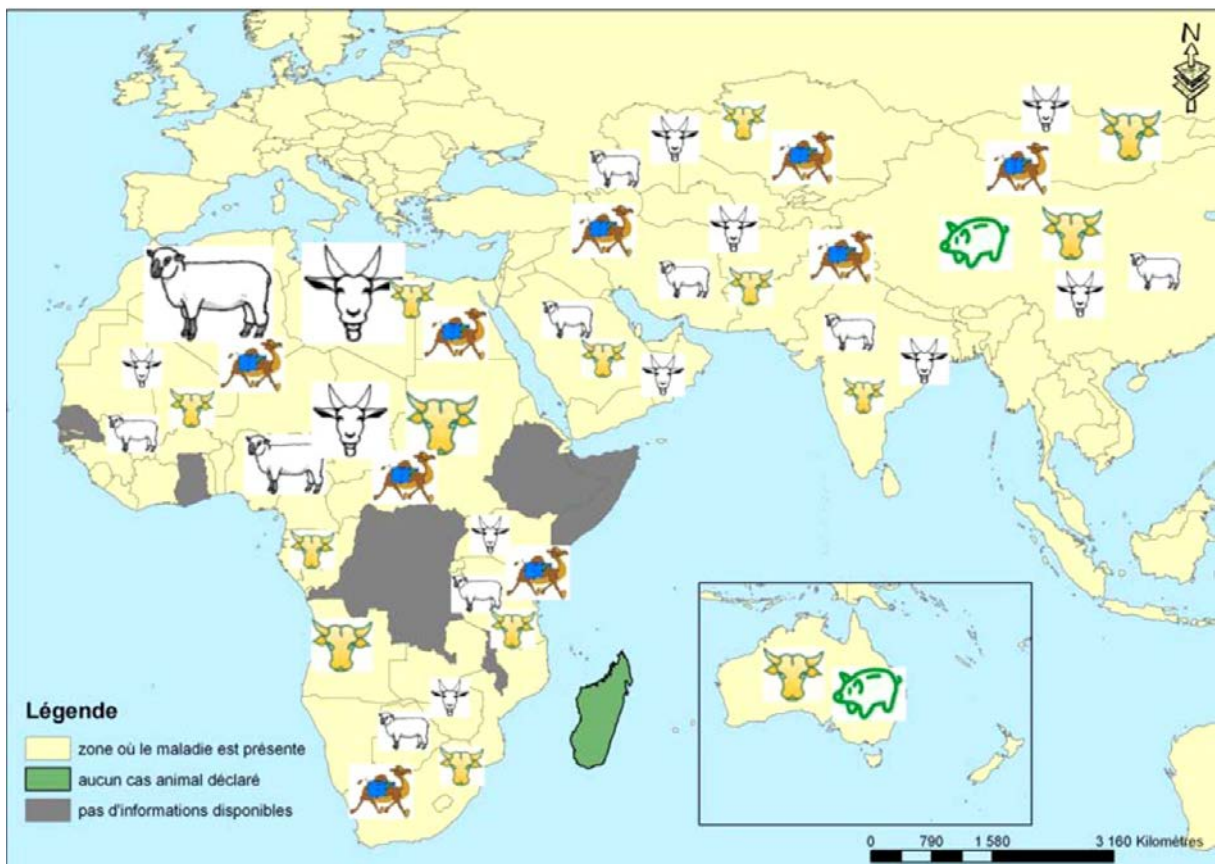 N
Légende
zone où le maladie est présente
aucun cas animal déclaré
pas d'informations disponibles
0 790 1 580 3 160 Kilomètres